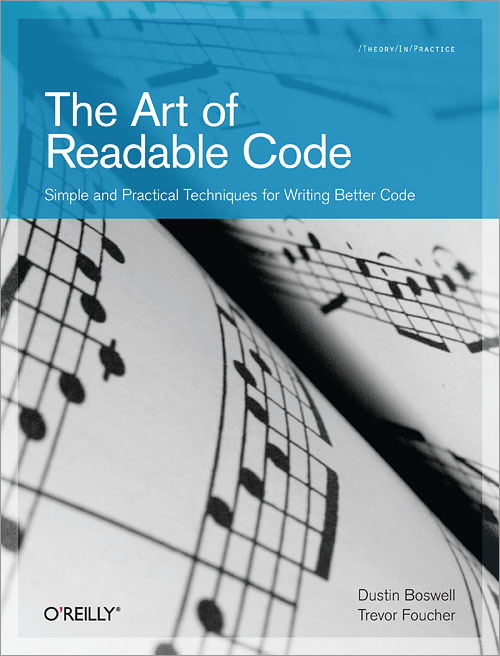 /THEORY/IN/PRACTICE
The Art of
Readable Code
Simple and Practical Techniques for Writing Better Code
Dustin Boswell
Trevor Foucher
O'REILLY®